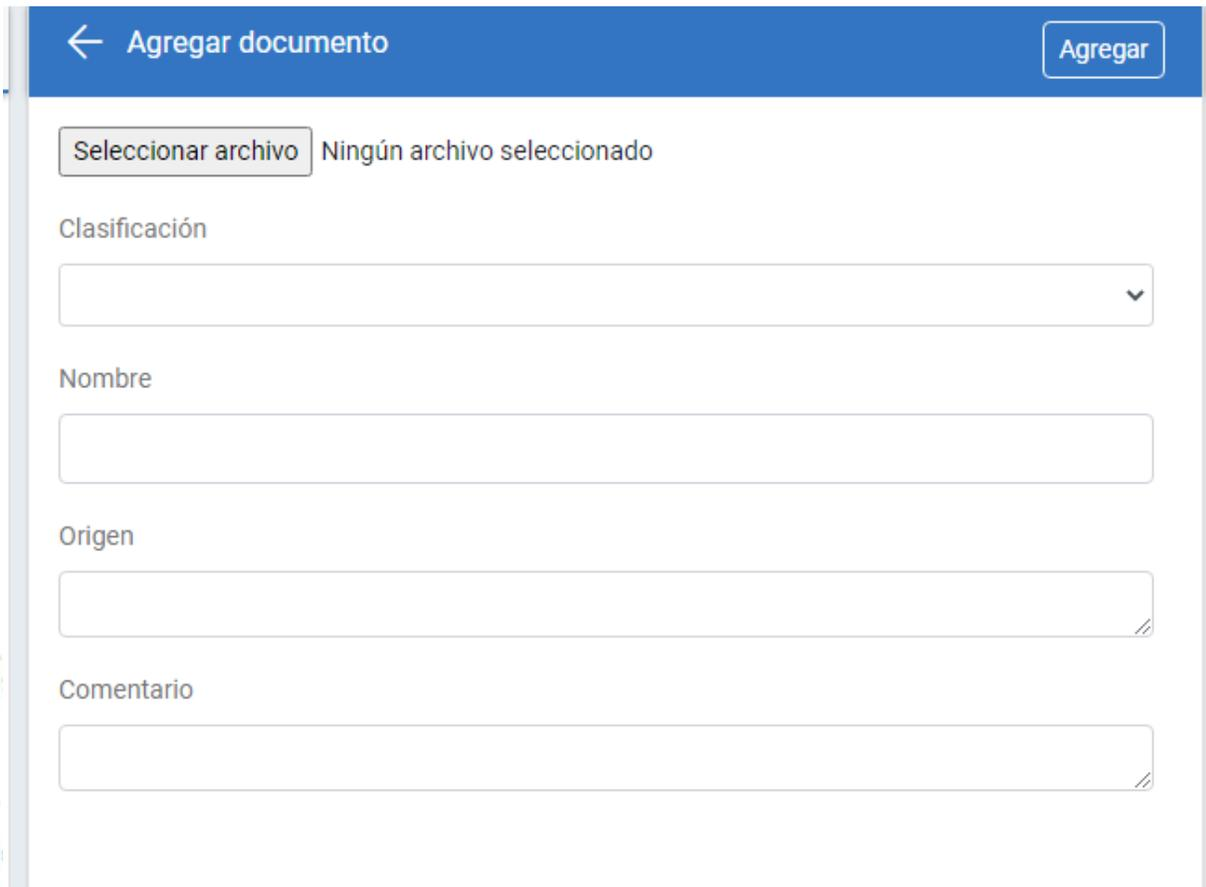 Agregar documento
Agregar
Seleccionar archivo Ningún archivo seleccionado
Clasificación
Nombre
Origen
Comentario